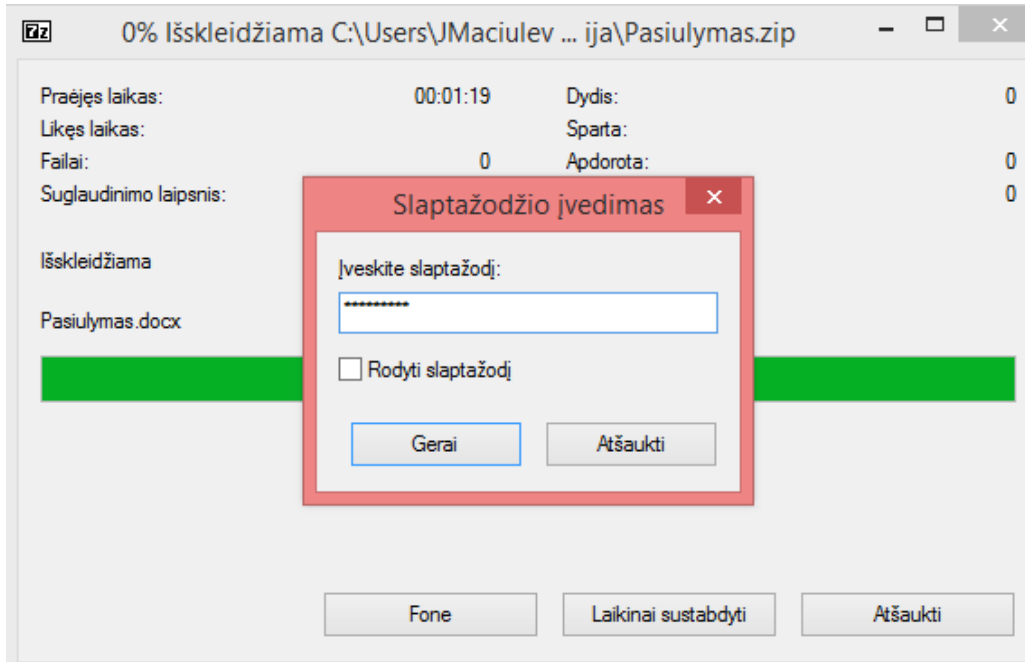 7z 0% Išskleidžiama C:\Users\JMaciulev ... ija\Pasiulymas.zip
Praėjęs laikas: 00:01:19 Dydis: 0
Likęs laikas: Sparta:
Failai: 0 Apdorota: 0
Suglaudinimo laipsnis: 0
Slaptažodžio įvedimas
Išskleidžiama
Įveskite slaptažodį:
*********
Pasiulymas.docx
Rodyti slaptažodį
Gerai Atšaukti
Fone Laikinai sustabdyti Atšaukti